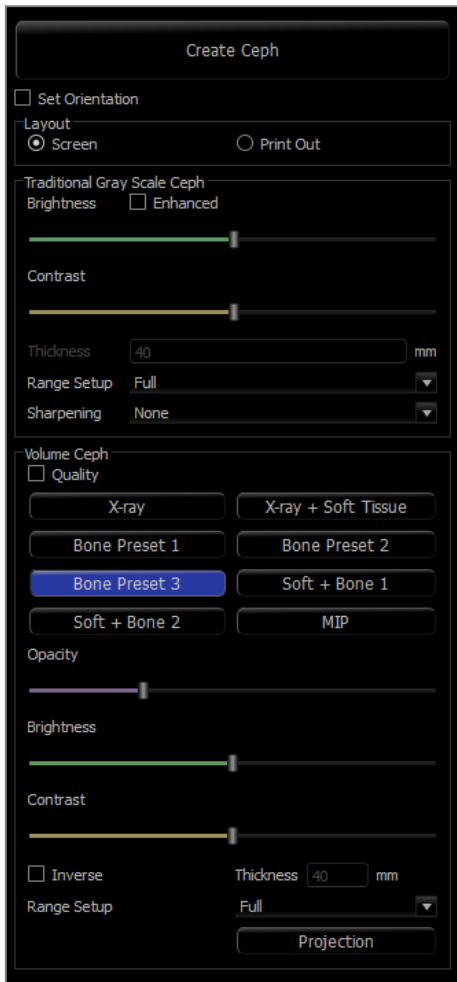 Create Ceph
Set Orientation
Layout
Screen Print Out
Traditional Gray Scale Ceph
Brightness Enhanced
Contrast
Thickness 40 mm
Range Setup Full
Sharpening None
Volume Ceph
Quality
X-ray X-ray + Soft Tissue
Bone Preset 1 Bone Preset 2
Bone Preset 3 Soft + Bone 1
Soft + Bone 2 MIP
Opacity
Brightness
Contrast
Inverse Thickness 40 mm
Range Setup Full
Projection